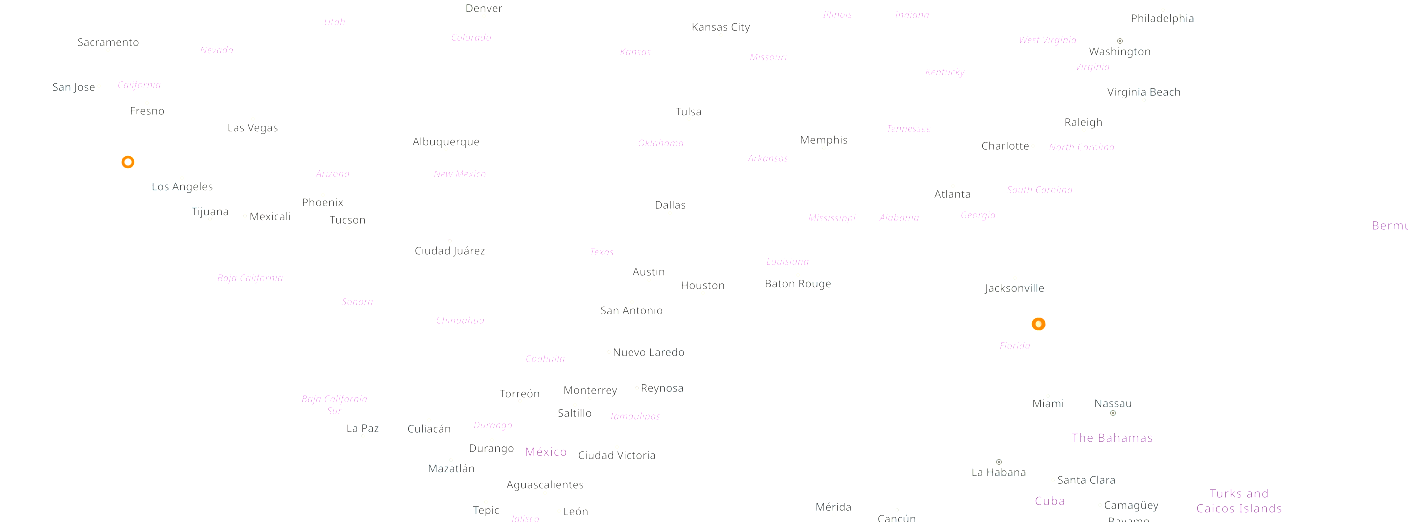 Denver
Illinois
Indiana
Philadelphia
Utah
Kansas City
Colorado
Sacramento
West Virginia
Nevada
Kansas
Missouri
Washington
Virginia
Kentucky
San Jose
California
Virginia Beach
Fresno
Tulsa
Raleigh
Las Vegas
Tennessee
Albuquerque
Oklahoma
Memphis
Charlotte
North Carolina
Arkansas
Arizona
New Mexico
Los Angeles
South Carolina
Atlanta
Phoenix
Dallas
Tijuana
Mexicali
Tucson
Mississippi
Alabama
Georgia
Bermu
Ciudad Juárez
Texas
Louisiana
Austin
Baja California
Houston
Baton Rouge
Jacksonville
Sonora
San Antonio
Chihuahua
Florida
Nuevo Laredo
Coahuila
Torreón
Monterrey
Reynosa
Baja California
Sur
Miami
Nassau
Saltillo
Tamaulipas
La Paz
Culiacán
Durango
The Bahamas
Durango
México
Ciudad Victoria
Mazatlán
La Habana
Santa Clara
Aguascalientes
Turks and
Caicos Islands
Cuba
Camagüey
Mérida
Tepic
León
Jalisco
Cancún
Bayamo